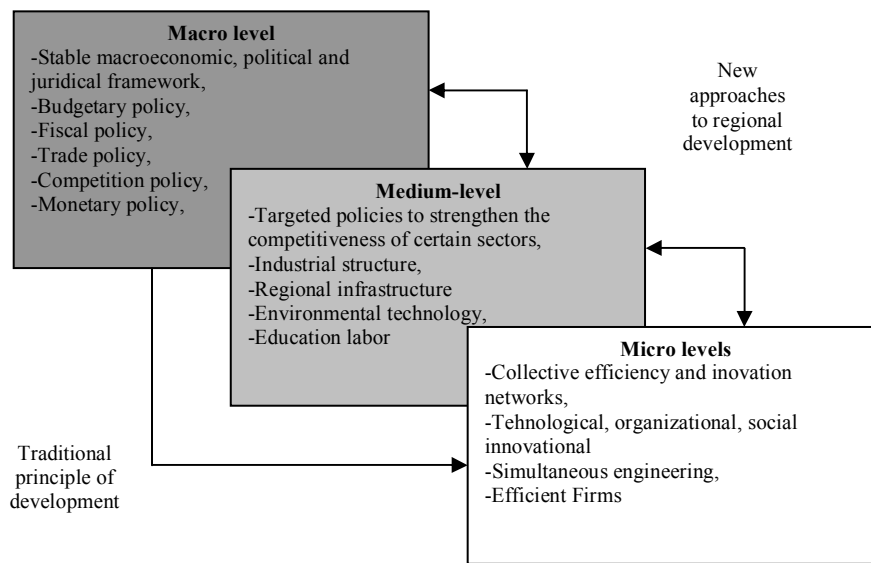 Macro level
-Stable macroeconomic, political and
juridical framework,
-Budgetary policy,
-Fiscal policy,
-Trade policy,
-Competition policy,
-Monetary policy,
New
approaches
to regional
development
Medium-level
-Targeted policies to strengthen the
competitiveness of certain sectors,
-Industrial structure,
-Regional infrastructure
-Environmental technology,
-Education labor
Micro levels
-Collective efficiency and inovation
networks,
-Tehnological, organizational, social
innovational
-Simultaneous engineering,
-Efficient Firms
Traditional
principle of
development